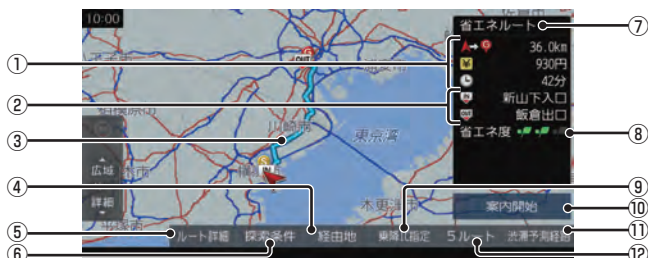 10:00
省エネルート
36.0km
930円
42分
新山下入口
飯倉出口
省エネ度
OUT
川崎市
東京湾
IN
木更津市
広域
詳細
案内開始
ルート詳細
探索条件
経由地
乗降IC指定
5ルート
渋滞予測経路
①
②
③
④
⑤
⑥
⑦
⑧
⑨
⑩
⑪
⑫